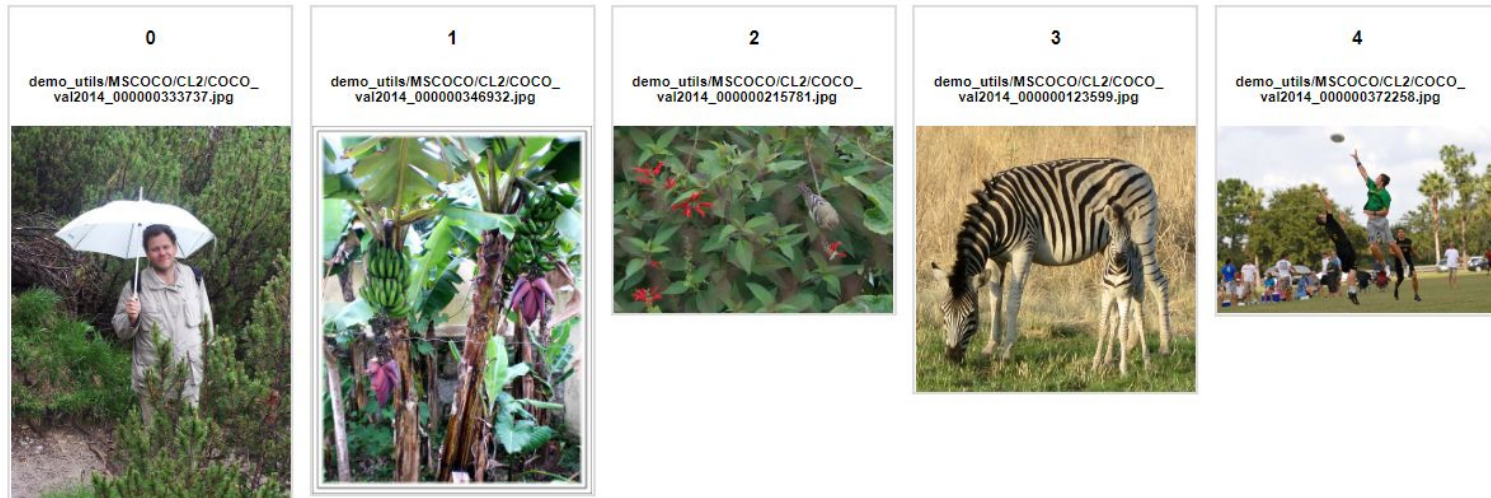 0
demo_utils/MSCOCO/CL2/COCO_
val2014_000000333737.jpg
1
demo_utils/MSCOCO/CL2/COCO_
val2014_000000346932.jpg
2
demo_utils/MSCOCO/CL2/COCO_
val2014_000000215781.jpg
3
demo_utils/MSCOCO/CL2/COCO_
val2014_000000123599.jpg
4
demo_utils/MSCOCO/CL2/COCO_
val2014_000000372258.jpg